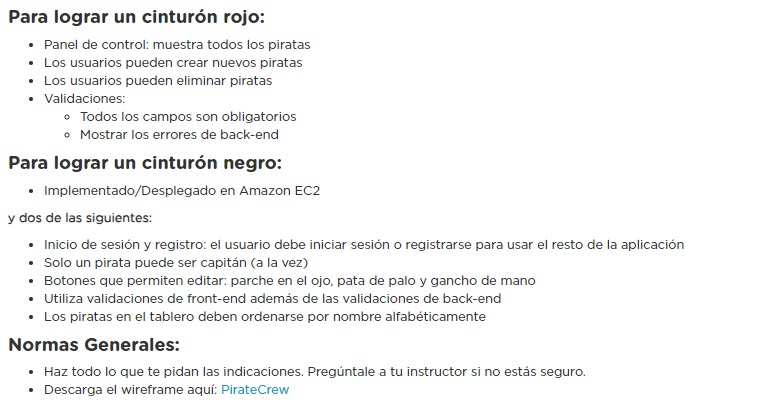 Para lograr un cinturón rojo:
Panel de control: muestra todos los piratas
Los usuarios pueden crear nuevos piratas
Los usuarios pueden eliminar piratas
Validaciones:
Todos los campos son obligatorios
Mostrar los errores de back-end
Para lograr un cinturón negro:
Implementado/Desplegado en Amazon EC2
y dos de las siguientes:
Inicio de sesión y registro: el usuario debe iniciar sesión o registrarse para usar el resto de la aplicación
Solo un pirata puede ser capitán (a la vez)
Botones que permiten editar: parche en el ojo, pata de palo y gancho de mano
Utiliza validaciones de front-end además de las validaciones de back-end
Los piratas en el tablero deben ordenarse por nombre alfabéticamente
Normas Generales:
Haz todo lo que te pidan las indicaciones. Pregúntale a tu instructor si no estás seguro.
Descarga el wireframe aquí: PirateCrew